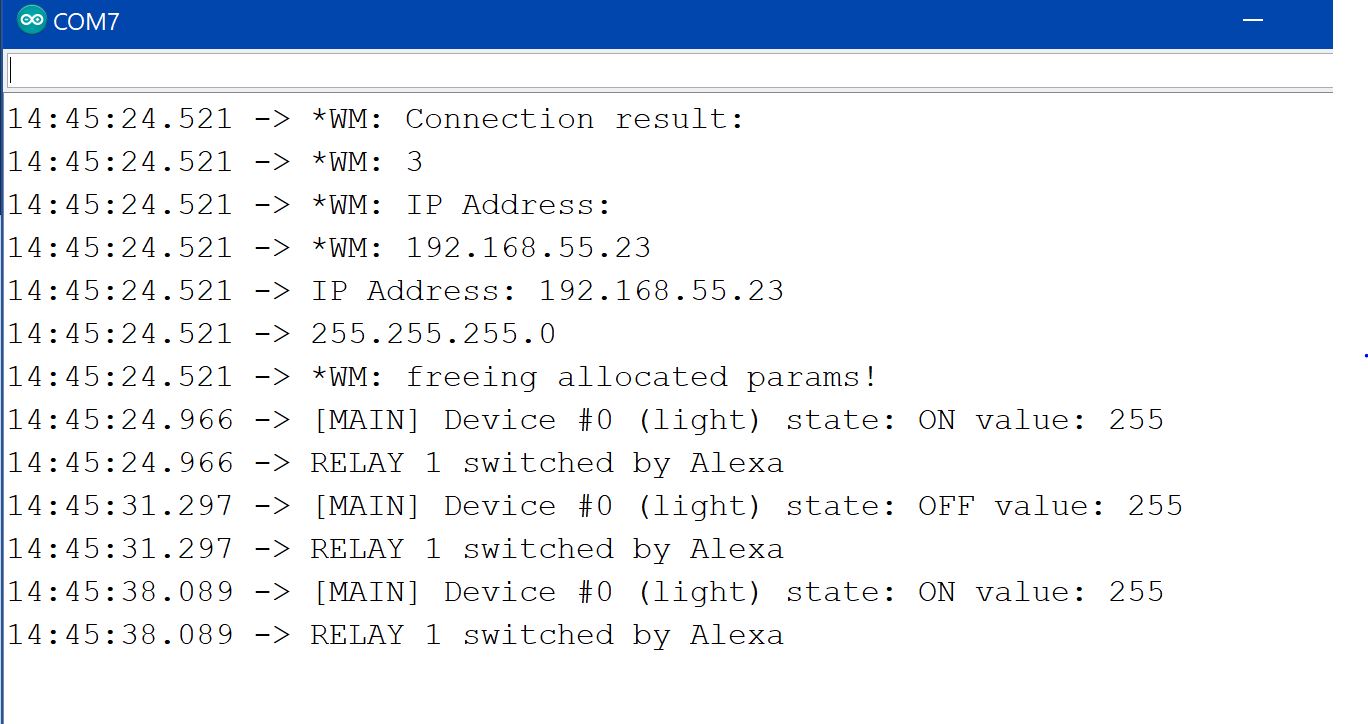 COM7
14:45:24.521 -> *WM: Connection result:
14:45:24.521 -> *WM: 3
14:45:24.521 -> *WM: IP Address:
14:45:24.521 -> *WM: 192.168.55.23
14:45:24.521 -> IP Address: 192.168.55.23
14:45:24.521 -> 255.255.255.0
14:45:24.521 -> *WM: freeing allocated params!
14:45:24.966 -> [MAIN] Device #0 (light) state: ON value: 255
14:45:24.966 -> RELAY 1 switched by Alexa
14:45:31.297 -> [MAIN] Device #0 (light) state: OFF value: 255
14:45:31.297 -> RELAY 1 switched by Alexa
14:45:38.089 -> [MAIN] Device #0 (light) state: ON value: 255
14:45:38.089 -> RELAY 1 switched by Alexa